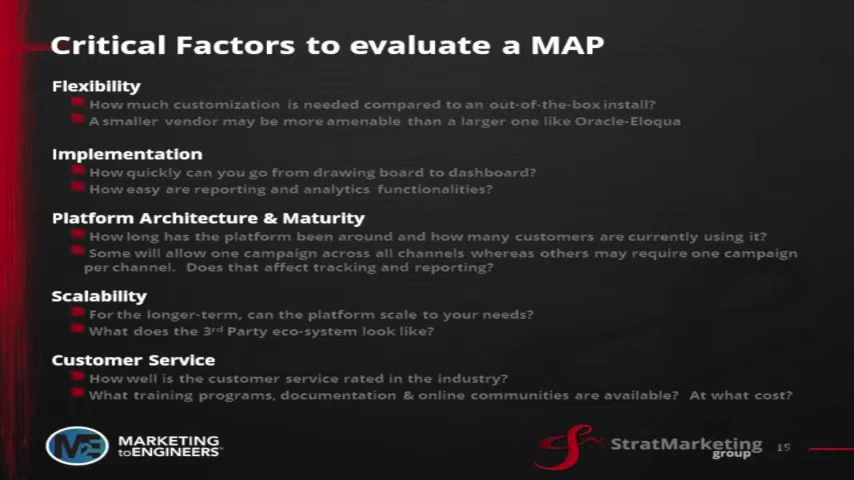 Critical Factors to evaluate a MAP
Flexibility
How much customization is needed compared to an out-of-the-box install?
A smaller vendor may be more amenable than a larger one like Oracle-Eloqua
Implementation
How quickly can you go from drawing board to dashboard?
How easy are reporting and analytics functionalities?
Platform Architecture & Maturity
How long has the platform been around and how many customers are currently using it?
Some will allow one campaign across all channels whereas others may require one campaign
per channel. Does that affect tracking and reporting?
Scalability
For the longer-term, can the platform scale to your needs?
What does the 3rd Party eco-system look like?
Customer Service
How well is the customer service rated in the industry?
What training programs, documentation & online communities are available? At what cost?
M2E
MARKETING
toENGINEERS
StratMarketing
group
15